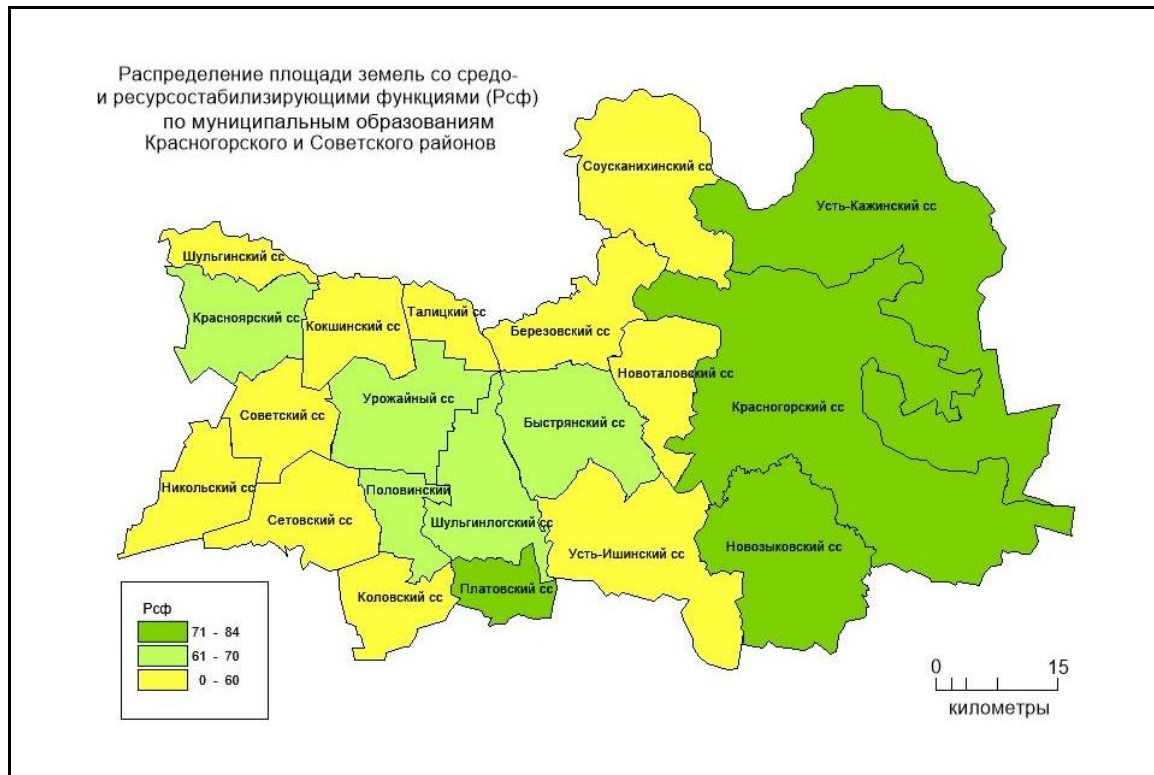 Распределение площади земель со средо-
и ресурсостабилизирующими функциями (Рсф)
по муниципальным образованиям
Красногорского и Советского районов
Соусканихинский сс
Усть-Кажинский сс
Шульгинский сс
Красноярский сс
Кокшинский сс
Талицкий сс
Березовский сс
Новоталовский сс
Красногорский сс
Советский сс
Урожайный сс
Быстрянский сс
Никольский сс
Сетовский сс
Половинский
Шульгинлогский сс
Усть-Ишинский сс
Новозыковский сс
Коловский сс
Платовский сс
Рсф
71 - 84
61 - 70
0 - 60
0 15
километры